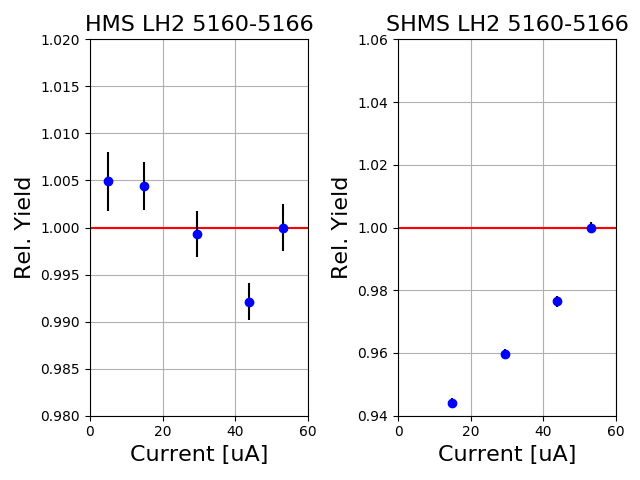 HMS LH2 5160-5166
1.020
1.015
1.010
1.005
1.000
0.995
0.990
0.985
0.980
Rel. Yield
0 20 40 60
Current [uA]
SHMS LH2 5160-5166
1.06
1.04
1.02
1.00
0.98
0.96
0.94
Rel. Yield
0 20 40 60
Current [uA]